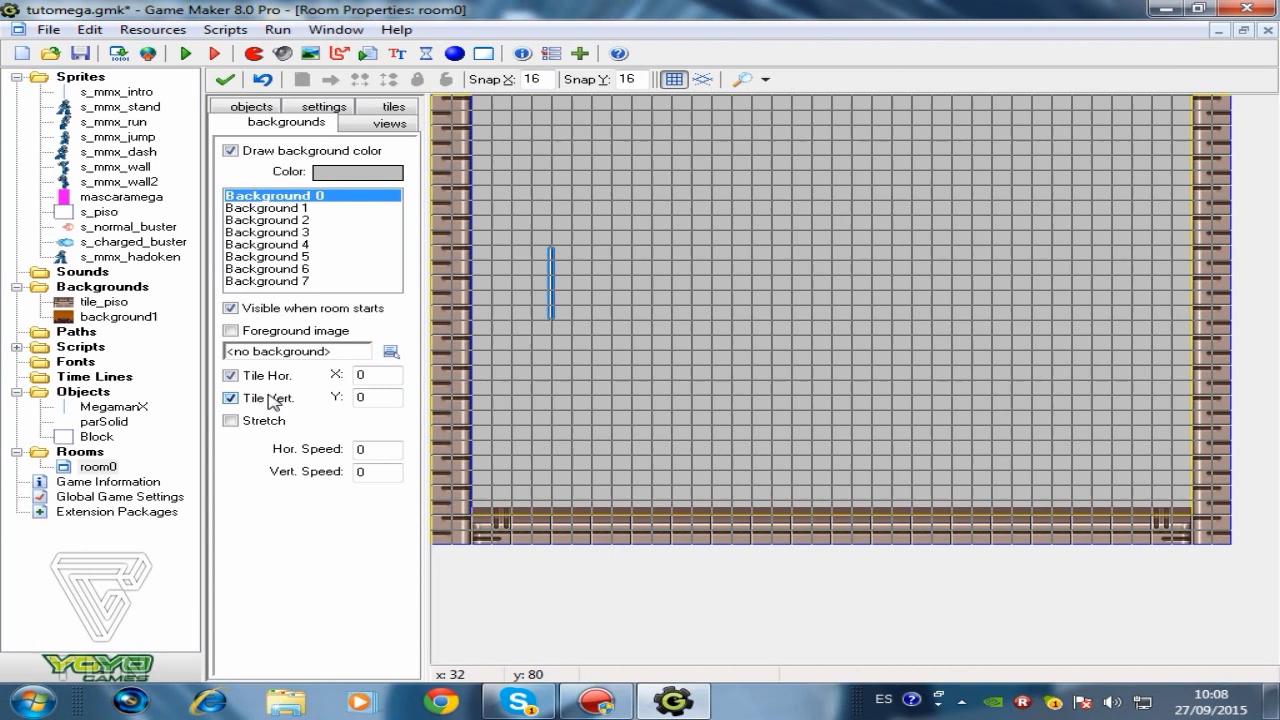 tutomega.gmk* - Game Maker 8.0 Pro - [Room Properties: room0]
File Edit Resources Scripts Run Window Help
Snap X: 16 Snap Y: 16
Sprites
s_mmx_intro
s_mmx_stand
s_mmx_run
s_mmx_jump
s_mmx_dash
s_mmx_wall
s_mmx_wall2
mascaramega
s_piso
s_normal_buster
s_charged_buster
s_mmx_hadoken
Sounds
Backgrounds
tile_piso
background1
Paths
Scripts
Fonts
Time Lines
Objects
MegamanX
parSolid
Block
Rooms
room0
Game Information
Global Game Settings
Extension Packages
YOYO
GAMES
objects settings tiles
backgrounds views
Draw background color
Color:
Background 0
Background 1
Background 2
Background 3
Background 4
Background 5
Background 6
Background 7
Visible when room starts
Foreground image
<no background>
Tile Hor. X: 0
Tile Vert. Y: 0
Stretch
Hor. Speed: 0
Vert. Speed: 0
x: 32 y: 80
ES
10:08
27/09/2015